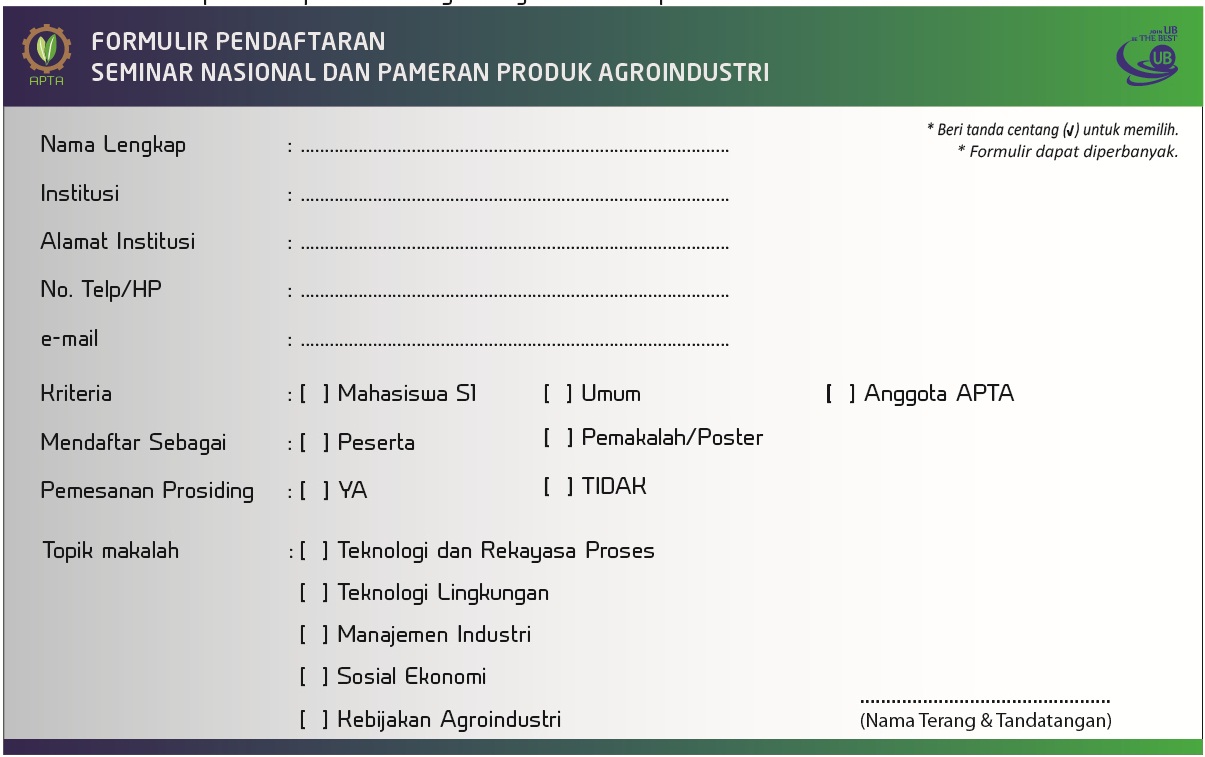 APTA
FORMULIR PENDAFTARAN
SEMINAR NASIONAL DAN PAMERAN PRODUK AGROINDUSTRI
JOIN UB
BE THE BEST
UB
* Beri tanda centang (√) untuk memilih.
* Formulir dapat diperbanyak.
Nama Lengkap : ..........................................................................................
Institusi : ..........................................................................................
Alamat Institusi : ..........................................................................................
No. Telp/HP : ..........................................................................................
e-mail : ..........................................................................................
Kriteria : [ ] Mahasiswa S1 [ ] Umum [ ] Anggota APTA
Mendaftar Sebagai : [ ] Peserta [ ] Pemakalah/Poster
Pemesanan Prosiding : [ ] YA [ ] TIDAK
Topik makalah : [ ] Teknologi dan Rekayasa Proses
[ ] Teknologi Lingkungan
[ ] Manajemen Industri
[ ] Sosial Ekonomi
[ ] Kebijakan Agroindustri
................................................
(Nama Terang & Tandatangan)